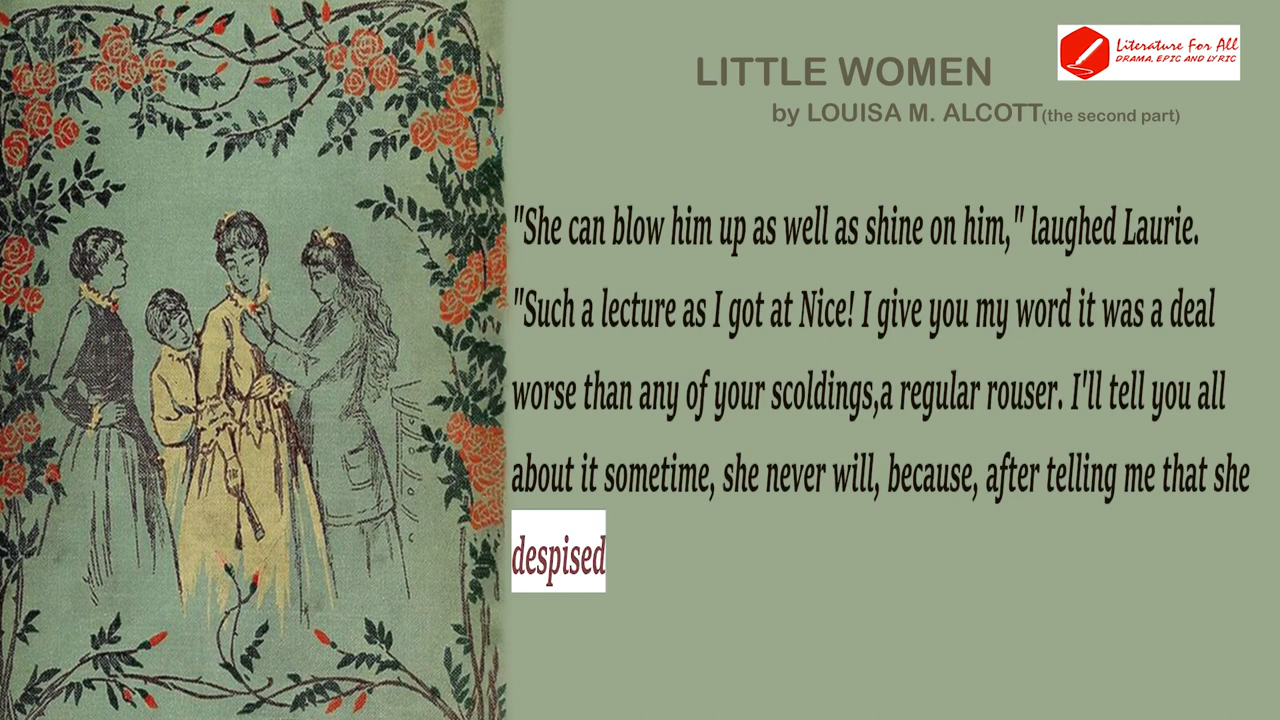 LITTLE WOMEN
by LOUISA M. ALCOTT(the second part)
Literature For All
DRAMA, EPIC AND LYRIC
"She can blow him up as well as shine on him," laughed Laurie.
"Such a lecture as I got at Nice! I give you my word it was a deal
worse than any of your scoldings,a regular rouser. I'll tell you all
about it sometime, she never will, because, after telling me that she
despised